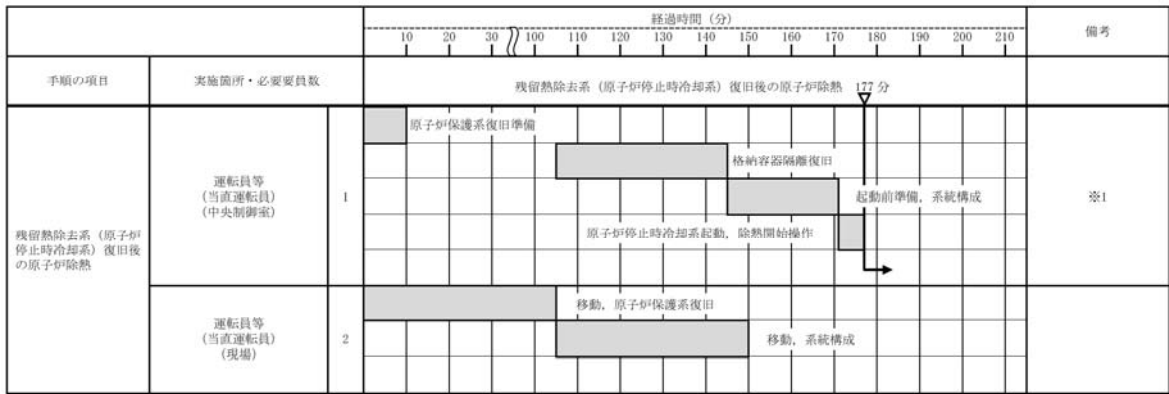 経過時間（分）
備考
10 20 30 100 110 120 130 140 150 160 170 180 190 200 210
手順の項目
実施箇所・必要要員数
残留熱除去系（原子炉停止時冷却系）復旧後の原子炉除熱 177 分
原子炉保護系復旧準備
格納容器隔離復旧
起動前準備，系統構成
原子炉停止時冷却系起動，除熱開始操作
運転員等
（当直運転員）
（中央制御室）
1
※1
残留熱除去系（原子炉
停止時冷却系）復旧後
の原子炉除熱
移動，原子炉保護系復旧
移動，系統構成
運転員等
（当直運転員）
（現場）
2